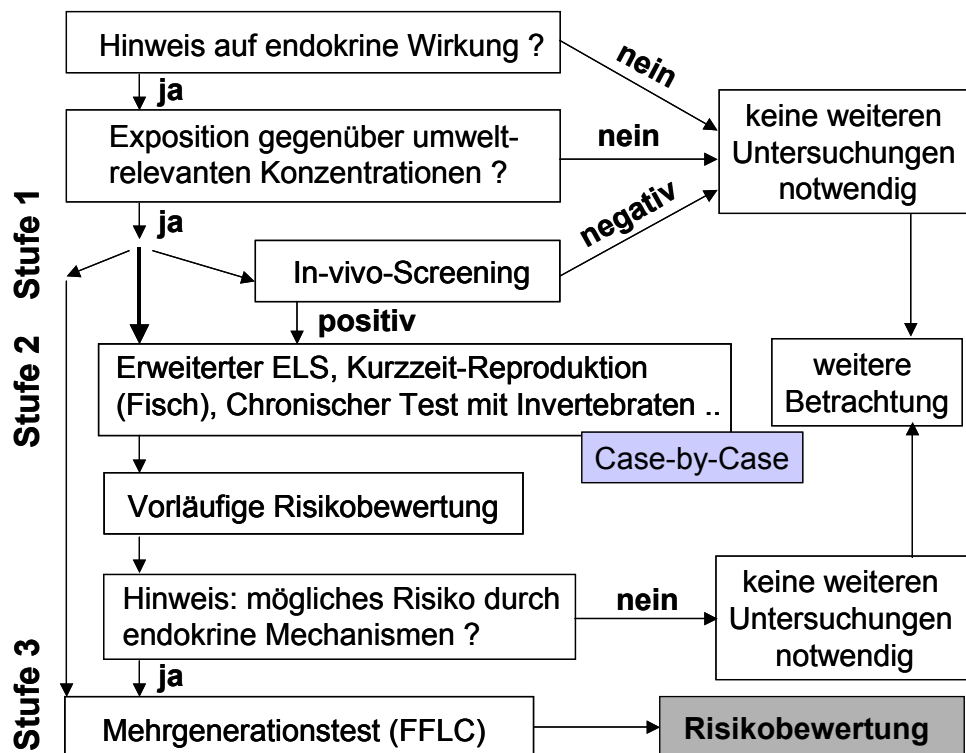 Hinweis auf endokrine Wirkung ?
nein
ja
keine weiteren
Untersuchungen
notwendig
Exposition gegenüber umwelt-
relevanten Konzentrationen ?
nein
Stufe 1
ja
negativ
In-vivo-Screening
positiv
Stufe 2
Erweiterter ELS, Kurzzeit-Reproduktion
(Fisch), Chronischer Test mit Invertebraten ..
weitere
Betrachtung
Case-by-Case
Vorläufige Risikobewertung
Hinweis: mögliches Risiko durch
endokrine Mechanismen ?
nein
keine weiteren
Untersuchungen
notwendig
Stufe 3
ja
Mehrgenerationstest (FFLC)
Risikobewertung